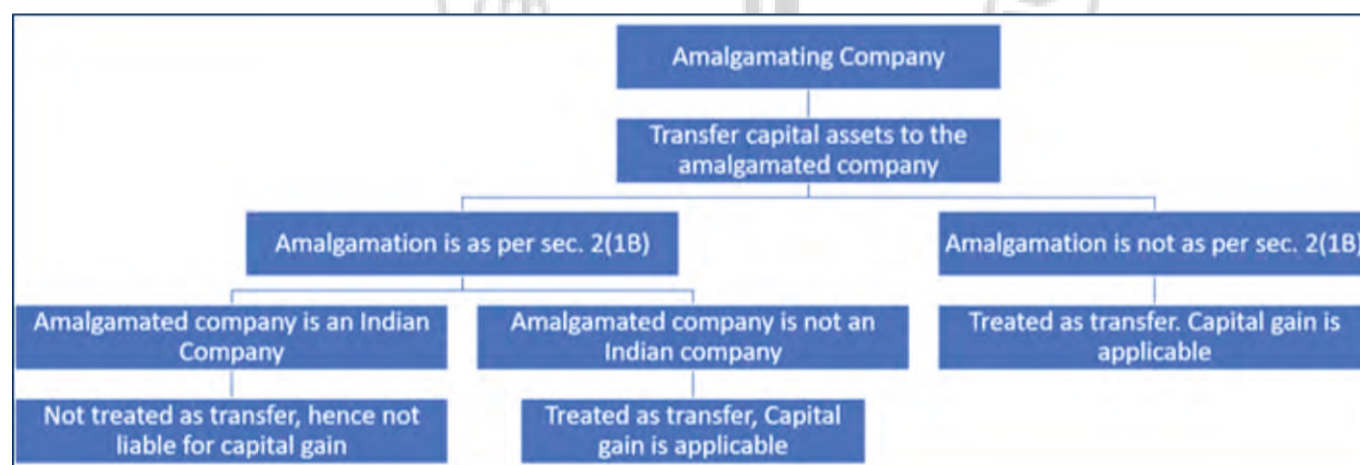 Amalgamating Company
Transfer capital assets to the
amalgamated company
Amalgamation is as per sec. 2(1B)
Amalgamation is not as per sec. 2(1B)
Amalgamated company is an Indian
Company
Amalgamated company is not an
Indian company
Treated as transfer. Capital gain is
applicable
Not treated as transfer, hence not
liable for capital gain
Treated as transfer, Capital
gain is applicable